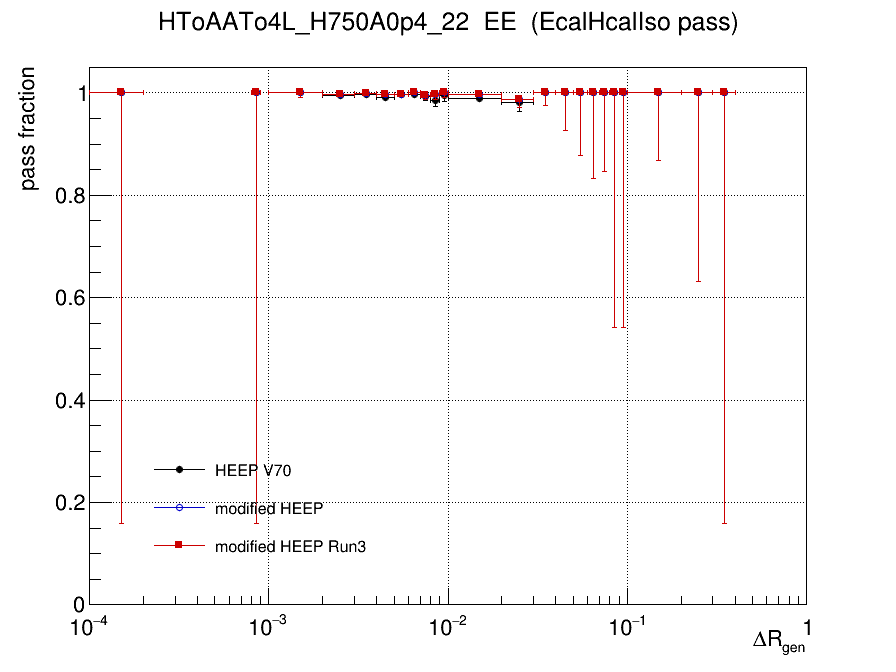 HToAATo4L_H750A0p4_22 EE (EcalHcalIso pass)
pass fraction
1
0.8
0.6
0.4
0.2
0
HEEP V70
modified HEEP
modified HEEP Run3
10⁻⁴ 10⁻³ 10⁻² 10⁻¹ 1
ΔR_gen